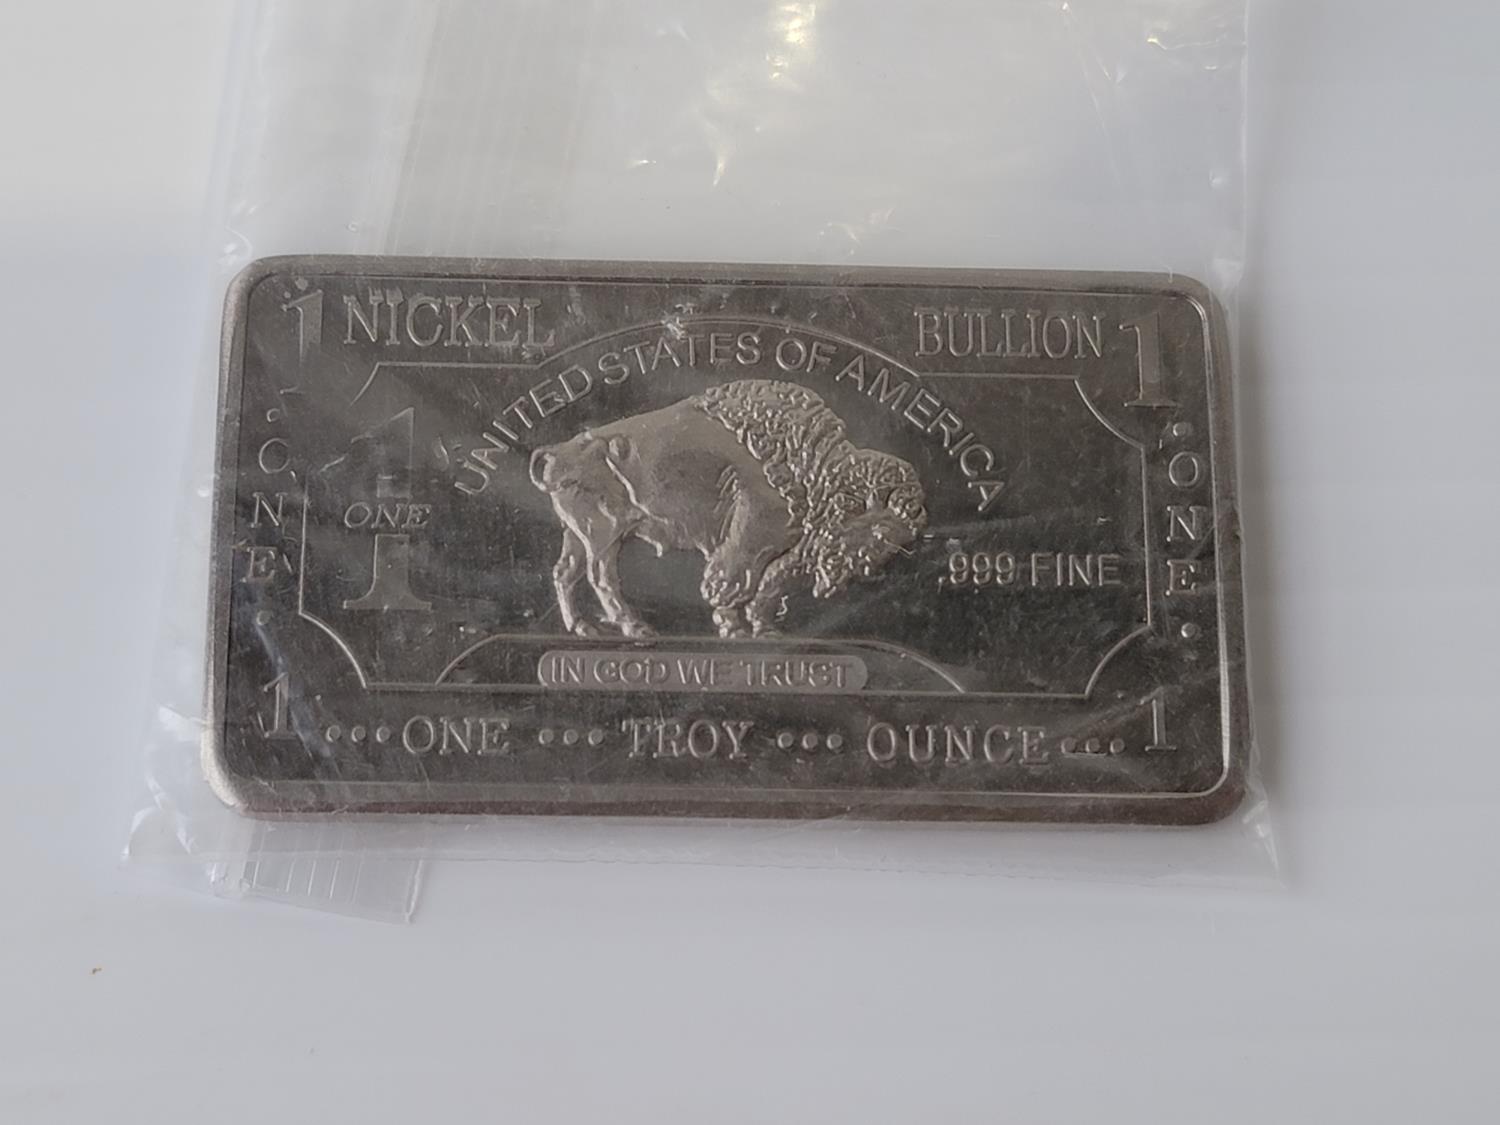 1 NICKEL BULLION 1
UNITED STATES OF AMERICA
· ONE ·
1
ONE
1
· ONE ·
.999 FINE
IN GOD WE TRUST
1 ••• ONE ••• TROY ••• OUNCE ••• 1